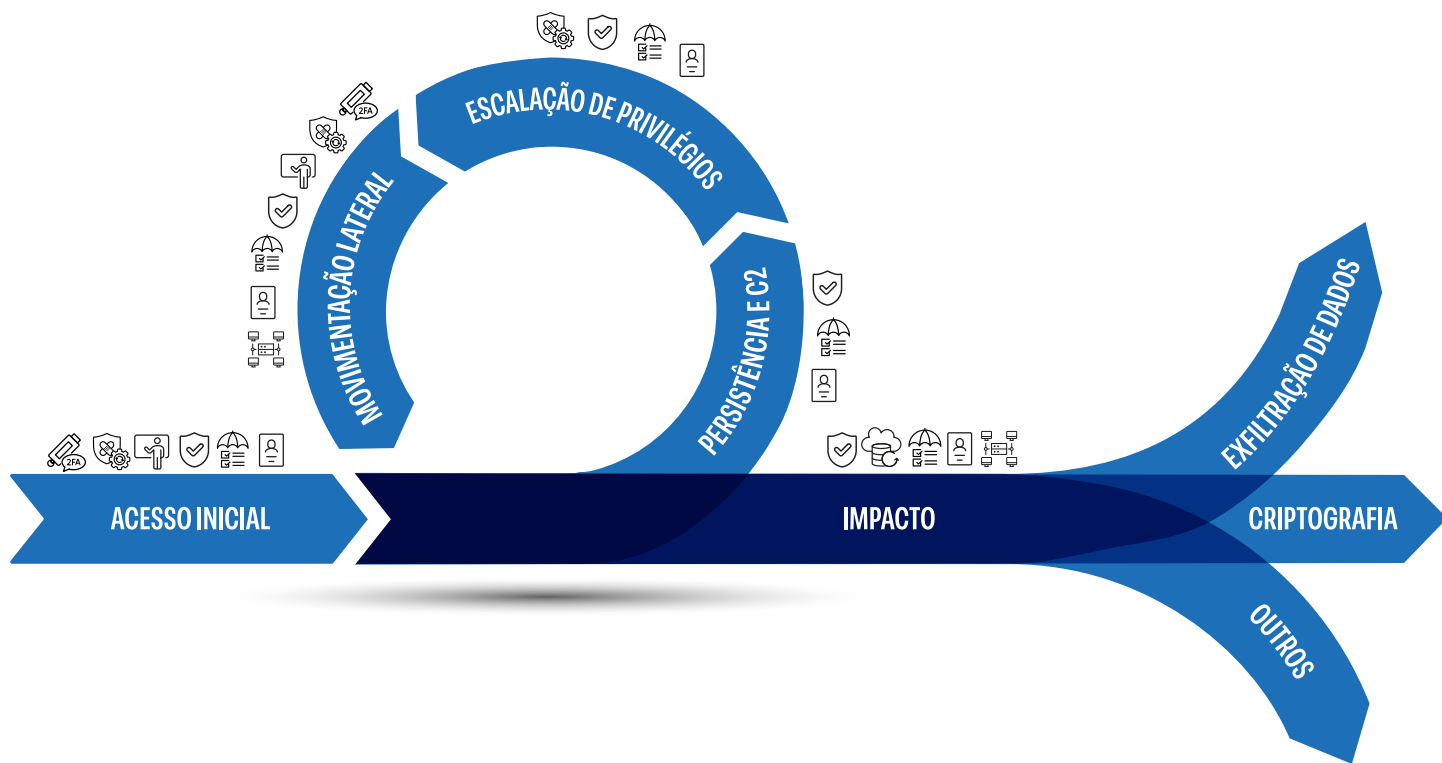 2FA
ACESSO INICIAL
2FA
MOVIMENTAÇÃO LATERAL
ESCALAÇÃO DE PRIVILÉGIOS
PERSISTÊNCIA E C2
IMPACTO
EXFILTRAÇÃO DE DADOS
CRIPTOGRAFIA
OUTROS